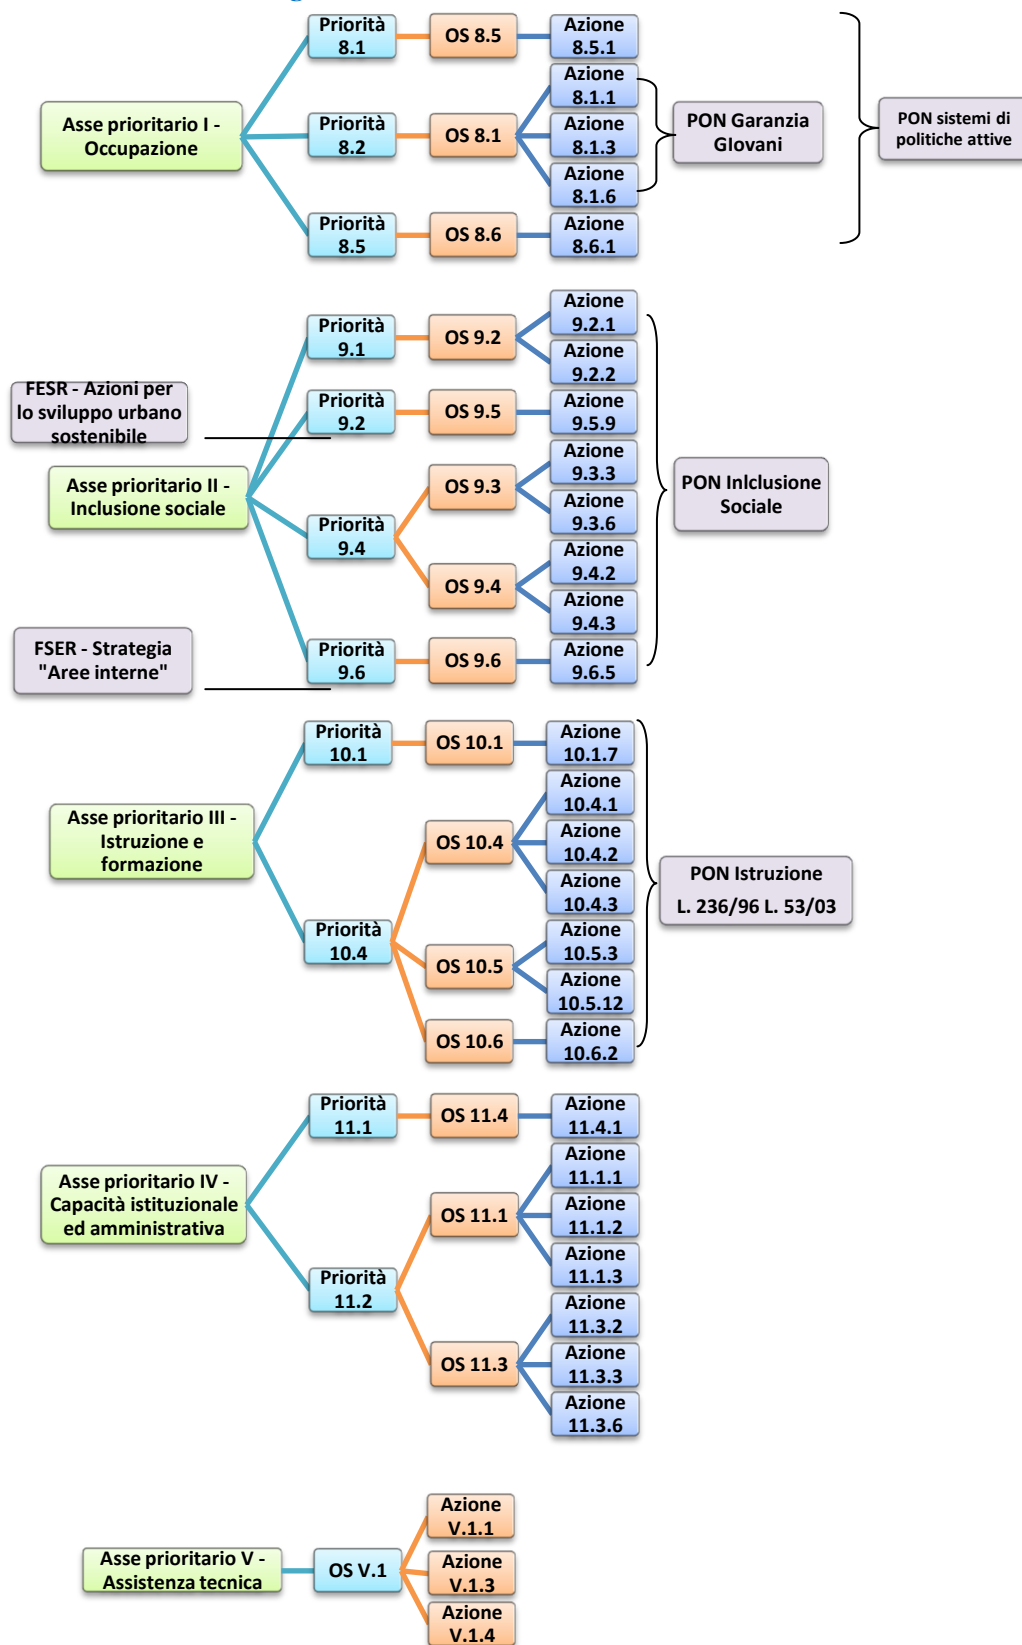 Priorità
8.1
OS 8.5
Azione
8.5.1
Asse prioritario I -
Occupazione
Priorità
8.2
OS 8.1
Azione
8.1.1
Azione
8.1.3
Azione
8.1.6
PON Garanzia
GIovani
PON sistemi di
politiche attive
Priorità
8.5
OS 8.6
Azione
8.6.1
Priorità
9.1
OS 9.2
Azione
9.2.1
Azione
9.2.2
FESR - Azioni per
lo sviluppo urbano
sostenibile
Priorità
9.2
OS 9.5
Azione
9.5.9
Asse prioritario II -
Inclusione sociale
Priorità
9.4
OS 9.3
Azione
9.3.3
Azione
9.3.6
OS 9.4
Azione
9.4.2
Azione
9.4.3
PON Inlclusione
Sociale
FSER - Strategia
"Aree interne"
Priorità
9.6
OS 9.6
Azione
9.6.5
Priorità
10.1
OS 10.1
Azione
10.1.7
Asse prioritario III -
Istruzione e
formazione
Priorità
10.4
OS 10.4
Azione
10.4.1
Azione
10.4.2
Azione
10.4.3
OS 10.5
Azione
10.5.3
Azione
10.5.12
OS 10.6
Azione
10.6.2
PON Istruzione
L. 236/96 L. 53/03
Priorità
11.1
OS 11.4
Azione
11.4.1
Asse prioritario IV -
Capacità istituzionale
ed amministrativa
Priorità
11.2
OS 11.1
Azione
11.1.1
Azione
11.1.2
Azione
11.1.3
OS 11.3
Azione
11.3.2
Azione
11.3.3
Azione
11.3.6
Asse prioritario V -
Assistenza tecnica
OS V.1
Azione
V.1.1
Azione
V.1.3
Azione
V.1.4